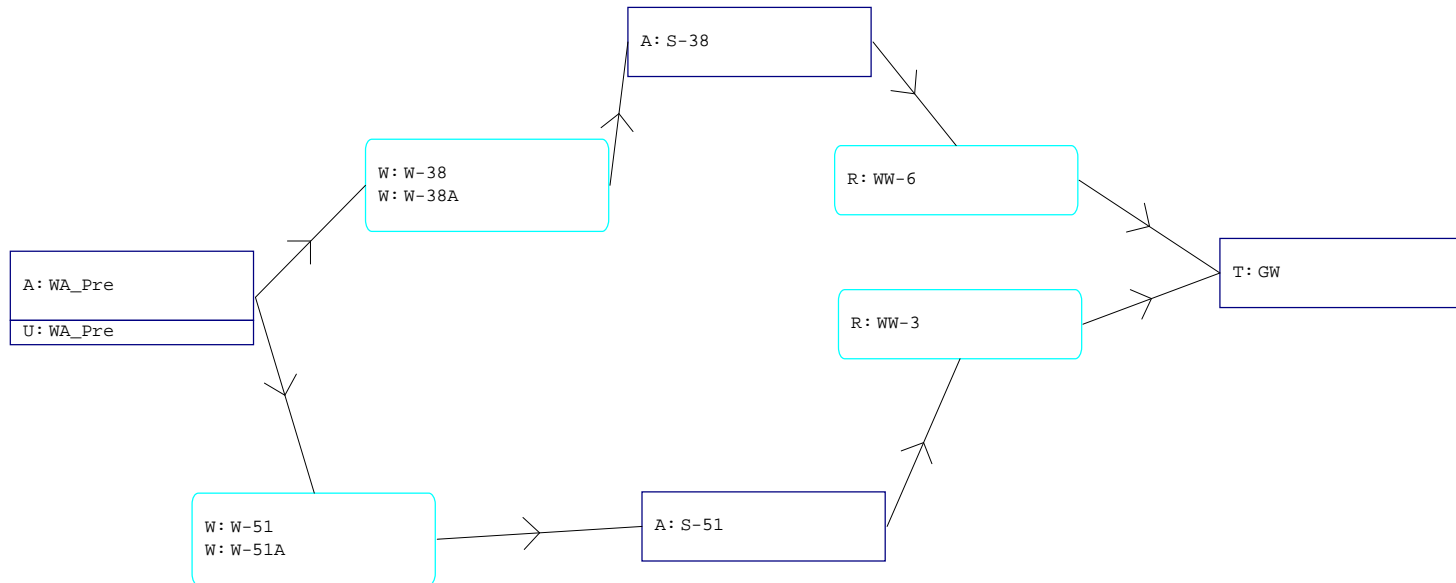 A: S-38
W: W-38
W: W-38A
R: WW-6
A: WA_Pre
U: WA_Pre
T: GW
R: WW-3
W: W-51
W: W-51A
A: S-51